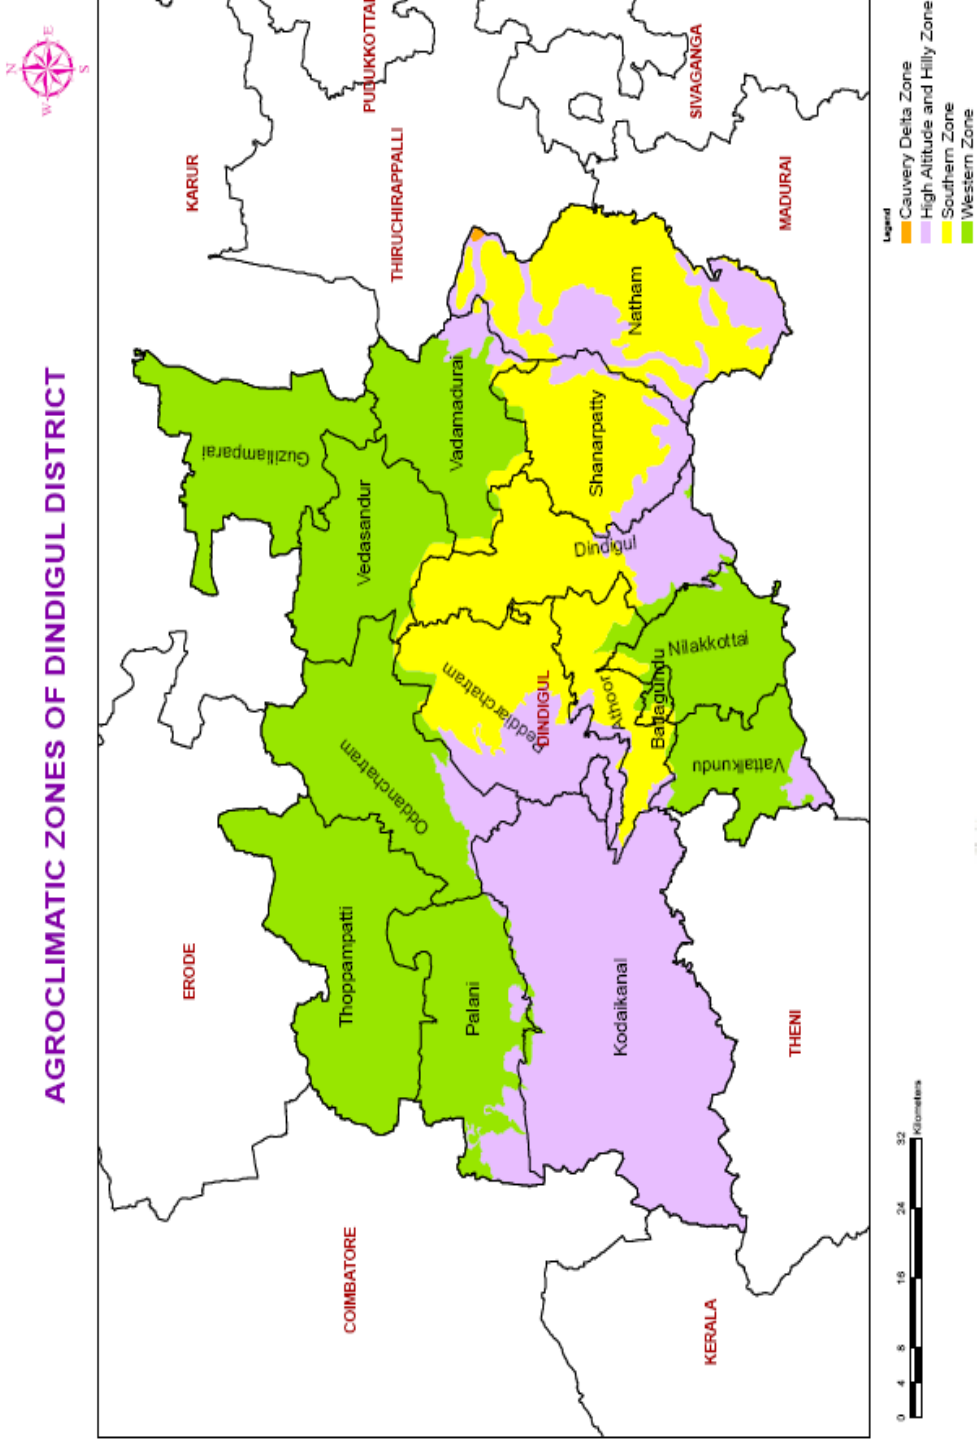 AGROCLIMATIC ZONES OF DINDIGUL DISTRICT
N
E
W
S
KARUR
PUDUKKOTTAI
THIRUCHIRAPPALLI
ERODE
SIVAGANGA
MADURAI
COIMBATORE
THENI
KERALA
DINDIGUL
Guziliamparai
Vedasandur
Vadamadurai
Oddanchatram
Thoppampatti
Palani
Reddiarchatram
Shanarpatty
Natham
Dindigul
Athoor
Batlagundu
Nilakkottai
Vattalkundu
Kodaikanal
Legend
Cauvery Delta Zone
High Altitude and Hilly Zone
Southern Zone
Western Zone
0 4 8 16 24 32
Kilometers